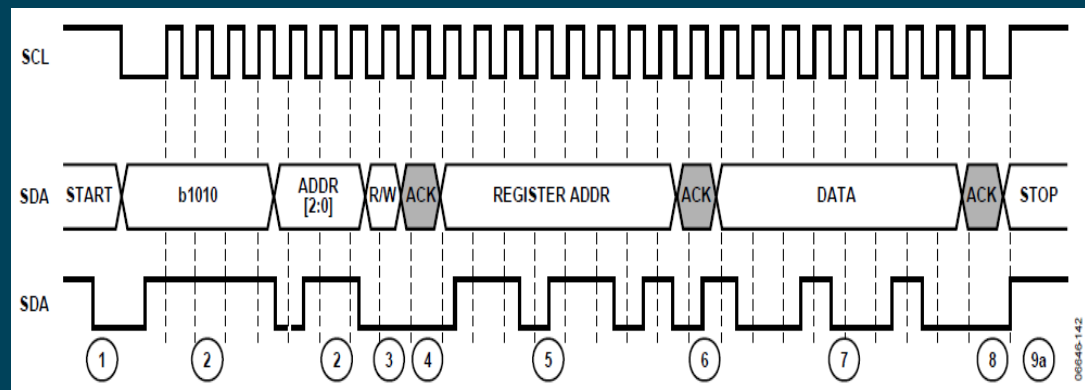 SCL
SDA START b1010 ADDR [2:0] R/W ACK REGISTER ADDR ACK DATA ACK STOP
SDA
1 2 2 3 4 5 6 7 8 9a
06646-142